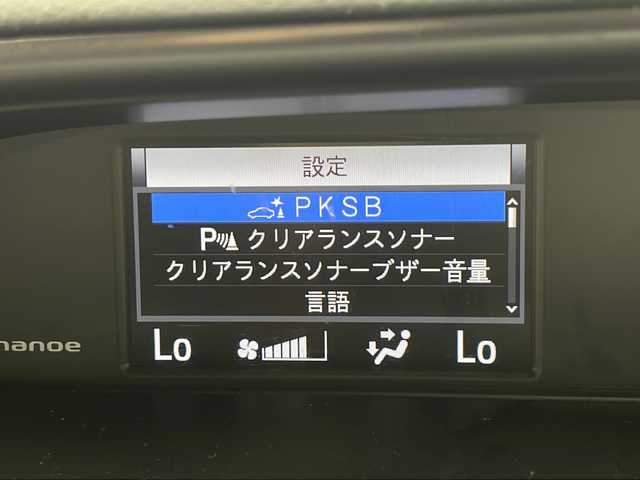 設定
PKSB
P クリアランスソナー
クリアランスソナーブザー音量
言語
Lo Lo
nanoe